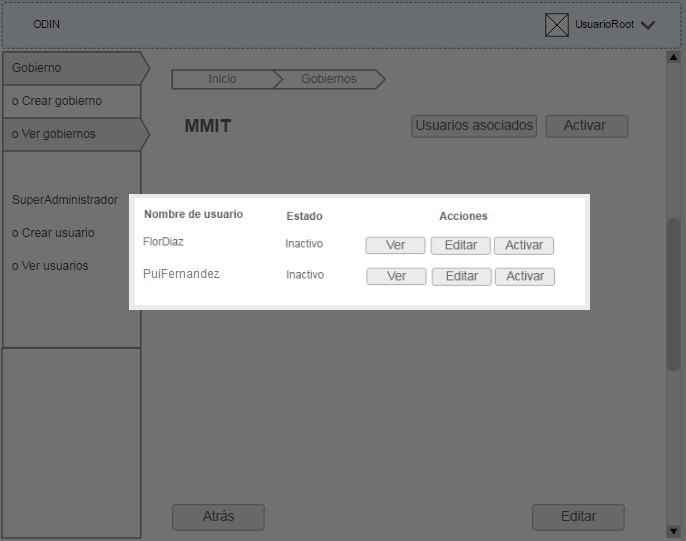 ODIN
UsuarioRoot
Gobierno
o Crear gobierno
o Ver gobiernos
SuperAdministrador
o Crear usuario
o Ver usuarios
Inicio Gobiernos
MMIT
Usuarios asociados Activar
Nombre de usuario Estado Acciones
FlorDiaz Inactivo Ver Editar Activar
PuiFernandez Inactivo Ver Editar Activar
Atrás Editar